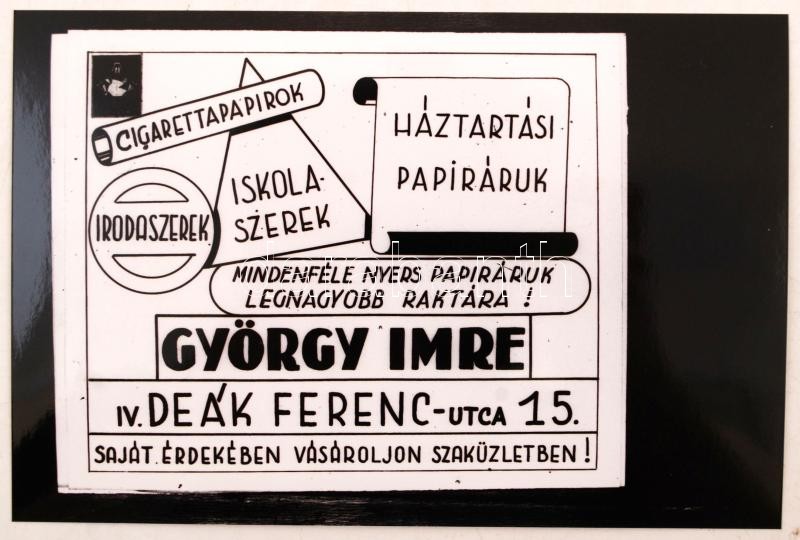 CIGARETTAPAPIROK
ISKOLA-
SZEREK
HÁZTARTÁSI
PAPIRÁRUK
IRODASZEREK
MINDENFÉLE NYERS PAPIRÁRUK
LEGNAGYOBB RAKTÁRA !
GYÖRGY IMRE
IV. DEÁK FERENC-UTCA 15.
SAJÁT ÉRDEKÉBEN VÁSÁROLJON SZAKÜZLETBEN !